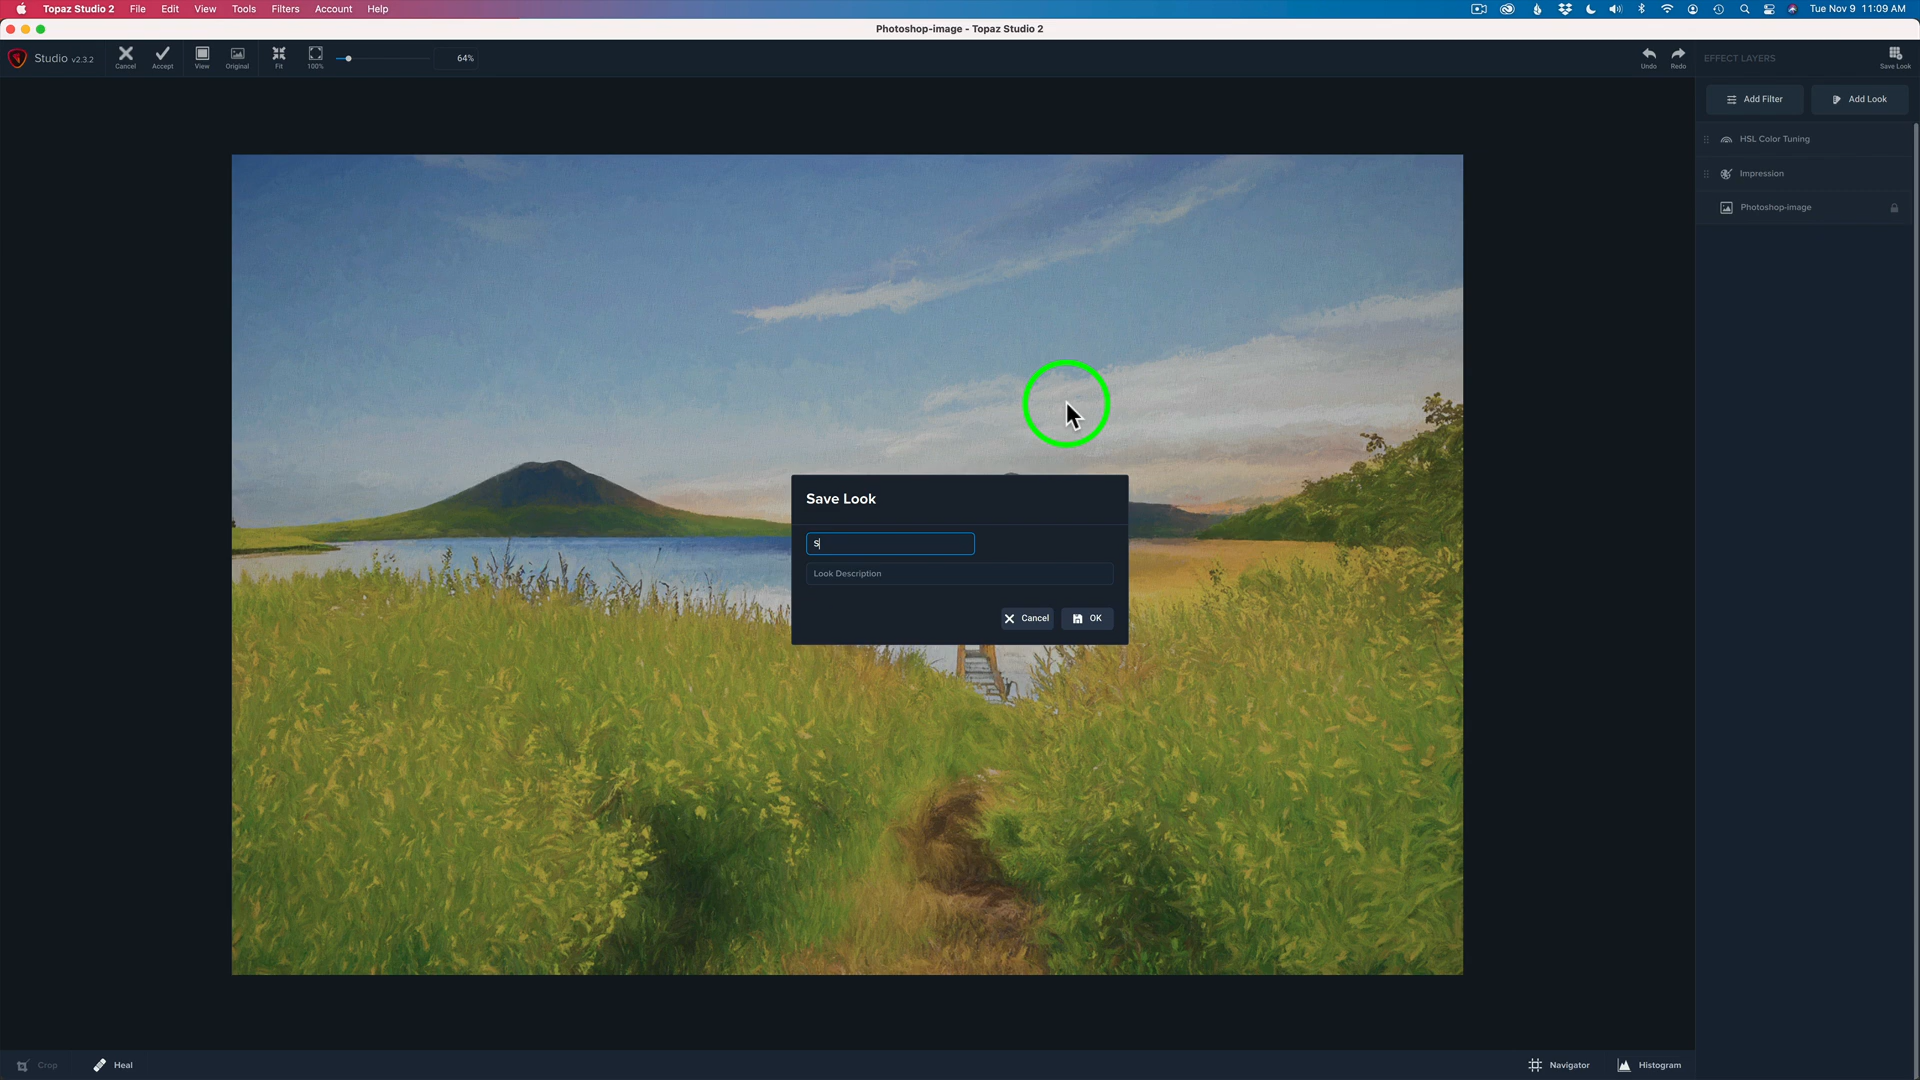 Topaz Studio 2 File Edit View Tools Filters Account Help Tue Nov 9 11:09 AM
Photoshop-image - Topaz Studio 2
Studio v2.3.2 Cancel Accept View Original Fit 100% 64% Undo Redo EFFECT LAYERS Save Look
Add Filter Add Look
HSL Color Tuning
Impression
Photoshop-image
Save Look
S
Look Description
Cancel OK
Crop Heal Navigator Histogram